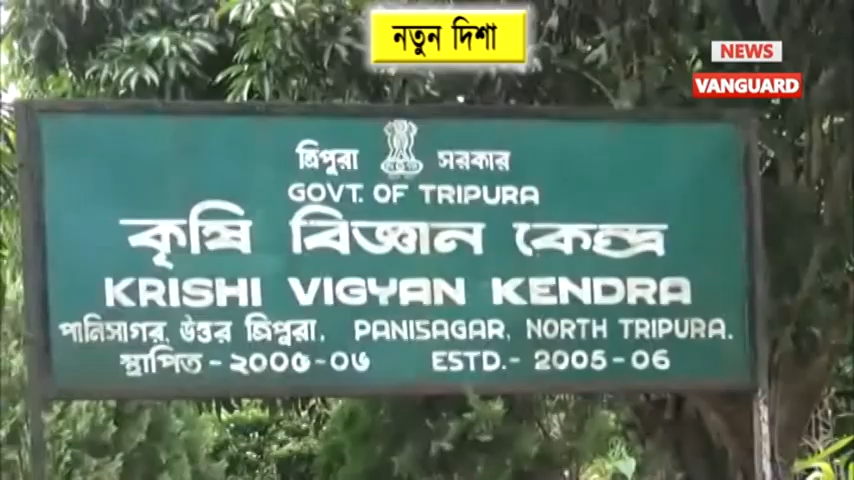 নতুন দিশা
NEWS
VANGUARD
ত্রিপুরা সরকার
GOVT. OF TRIPURA
কৃষি বিজ্ঞান কেন্দ্র
KRISHI VIGYAN KENDRA
পানিসাগর, উত্তর ত্রিপুরা. PANISAGAR, NORTH TRIPURA.
স্থাপিত - ২০০৫-০৬ ESTD.- 2005 - 06